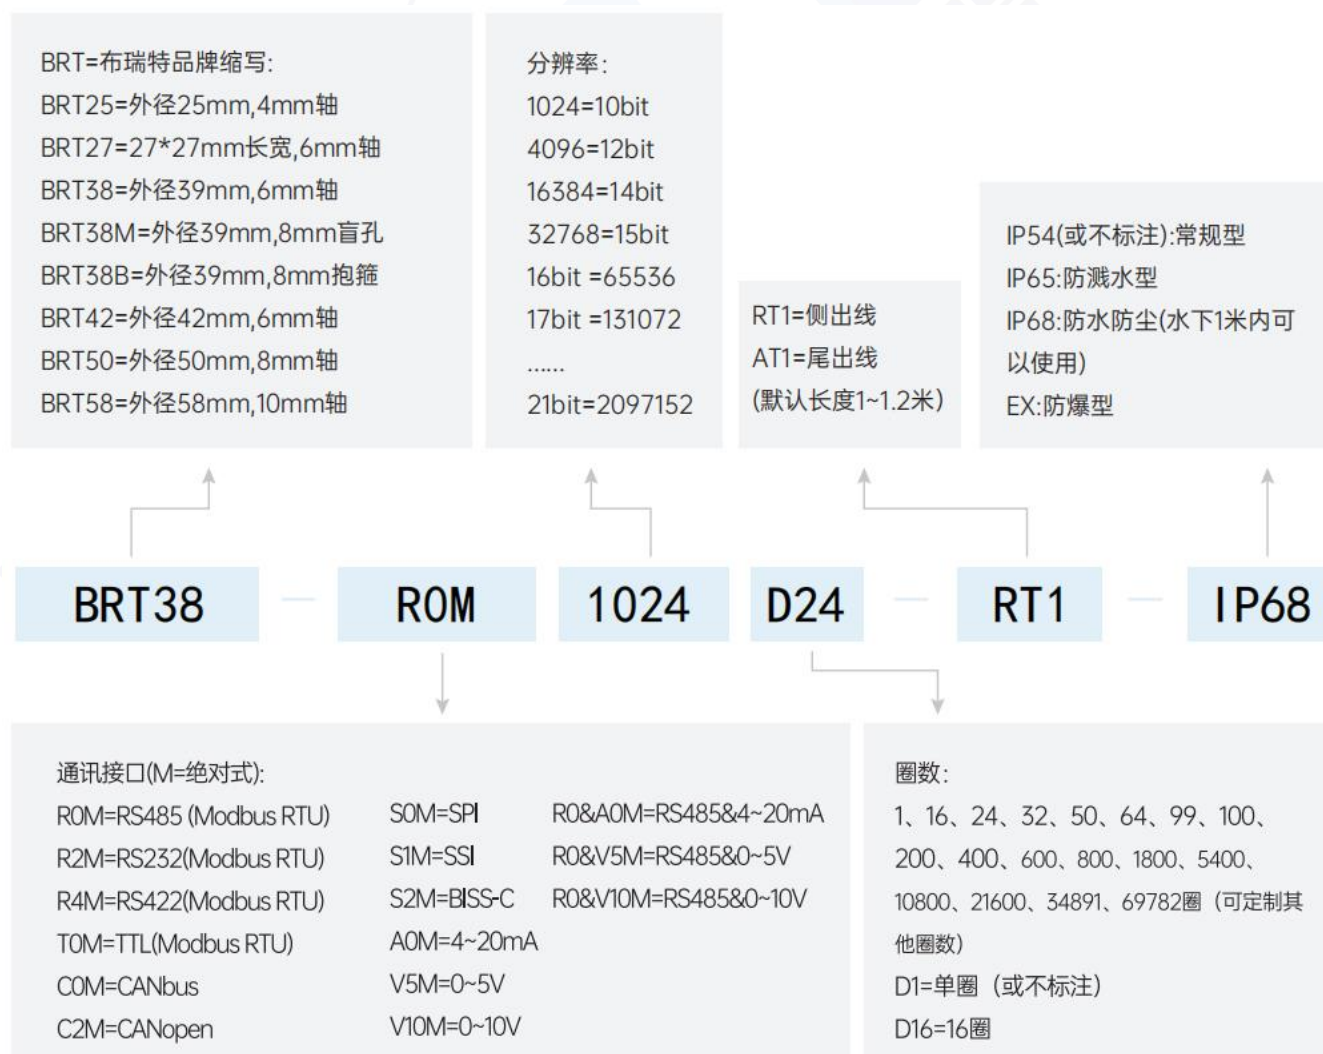 BRT=布瑞特品牌缩写:
BRT25=外径25mm,4mm轴
BRT27=27*27mm长宽,6mm轴
BRT38=外径39mm,6mm轴
BRT38M=外径39mm,8mm盲孔
BRT38B=外径39mm,8mm抱箍
BRT42=外径42mm,6mm轴
BRT50=外径50mm,8mm轴
BRT58=外径58mm,10mm轴
分辨率:
1024=10bit
4096=12bit
16384=14bit
32768=15bit
16bit =65536
17bit =131072
......
21bit=2097152
RT1=侧出线
AT1=尾出线
(默认长度1~1.2米)
IP54(或不标注):常规型
IP65:防溅水型
IP68:防水防尘(水下1米内可
以使用)
EX:防爆型
BRT38 — R0M 1024 D24 — RT1 — IP68
通讯接口(M=绝对式):
R0M=RS485 (Modbus RTU)
R2M=RS232(Modbus RTU)
R4M=RS422(Modbus RTU)
T0M=TTL(Modbus RTU)
C0M=CANbus
C2M=CANopen
S0M=SPI
S1M=SSI
S2M=BISS-C
A0M=4~20mA
V5M=0~5V
V10M=0~10V
R0&A0M=RS485&4~20mA
R0&V5M=RS485&0~5V
R0&V10M=RS485&0~10V
圈数:
1、16、24、32、50、64、99、100、
200、400、600、800、1800、5400、
10800、21600、34891、69782圈（可定制其
他圈数）
D1=单圈（或不标注）
D16=16圈